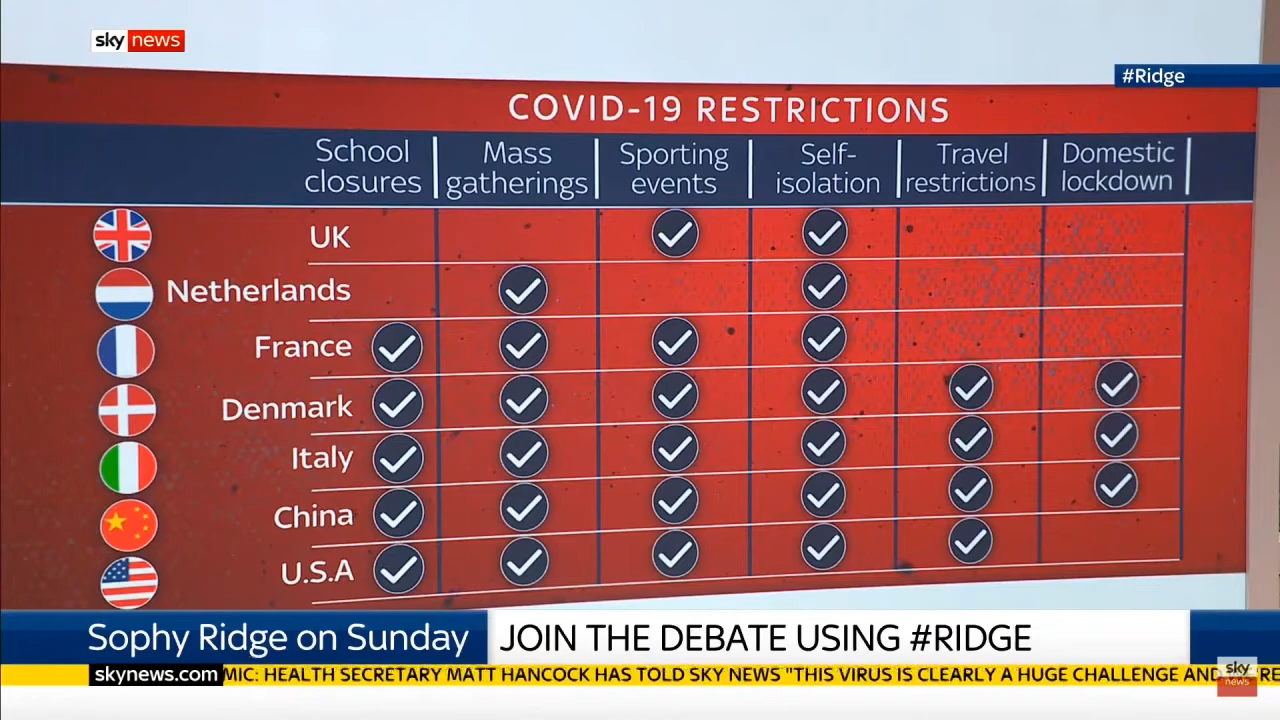 sky news
#Ridge
COVID-19 RESTRICTIONS
School closures
Mass gatherings
Sporting events
Self-isolation
Travel restrictions
Domestic lockdown
UK
Netherlands
France
Denmark
Italy
China
U.S.A
Sophy Ridge on Sunday
JOIN THE DEBATE USING #RIDGE
skynews.com
MIC: HEALTH SECRETARY MATT HANCOCK HAS TOLD SKY NEWS "THIS VIRUS IS CLEARLY A HUGE CHALLENGE AND
sky news